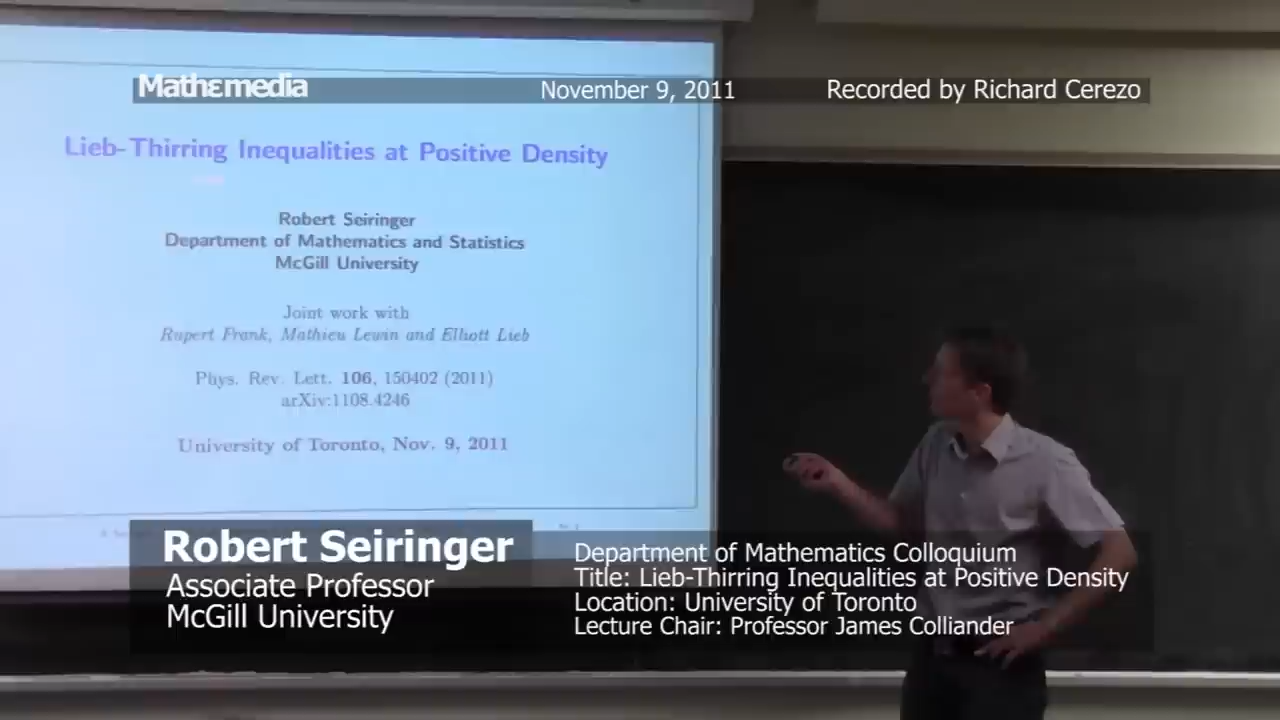 Mathεmedia
November 9, 2011
Recorded by Richard Cerezo
Lieb-Thirring Inequalities at Positive Density
Robert Seiringer
Department of Mathematics and Statistics
McGill University
Joint work with
Rupert Frank, Mathieu Lewin and Elliott Lieb
Phys. Rev. Lett. 106, 150402 (2011)
arXiv:1108.4246
University of Toronto, Nov. 9, 2011
Robert Seiringer
Associate Professor
McGill University
Department of Mathematics Colloquium
Title: Lieb-Thirring Inequalities at Positive Density
Location: University of Toronto
Lecture Chair: Professor James Colliander